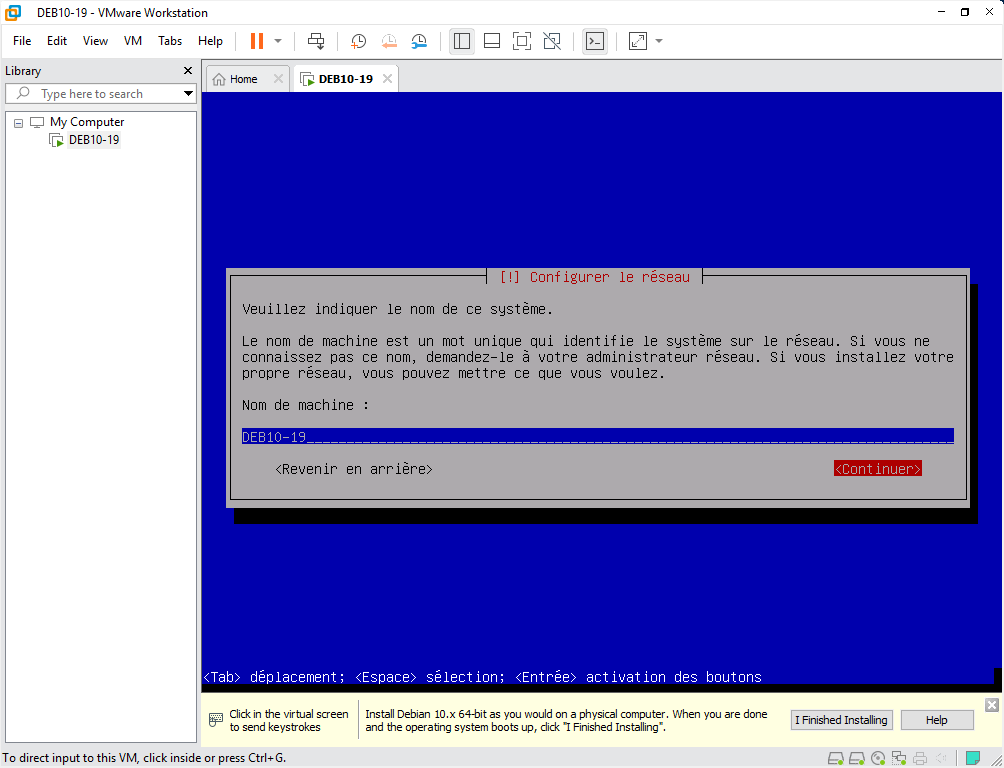 DEB10-19 - VMware Workstation
File Edit View VM Tabs Help
Library
Type here to search
My Computer
DEB10-19
Home
DEB10-19
[!] Configurer le réseau
Veuillez indiquer le nom de ce système.
Le nom de machine est un mot unique qui identifie le système sur le réseau. Si vous ne
connaissez pas ce nom, demandez-le à votre administrateur réseau. Si vous installez votre
propre réseau, vous pouvez mettre ce que vous voulez.
Nom de machine :
DEB10-19
<Revenir en arrière> <Continuer>
<Tab> déplacement; <Espace> sélection; <Entrée> activation des boutons
Click in the virtual screen
to send keystrokes
Install Debian 10.x 64-bit as you would on a physical computer. When you are done
and the operating system boots up, click "I Finished Installing".
I Finished Installing
Help
To direct input to this VM, click inside or press Ctrl+G.